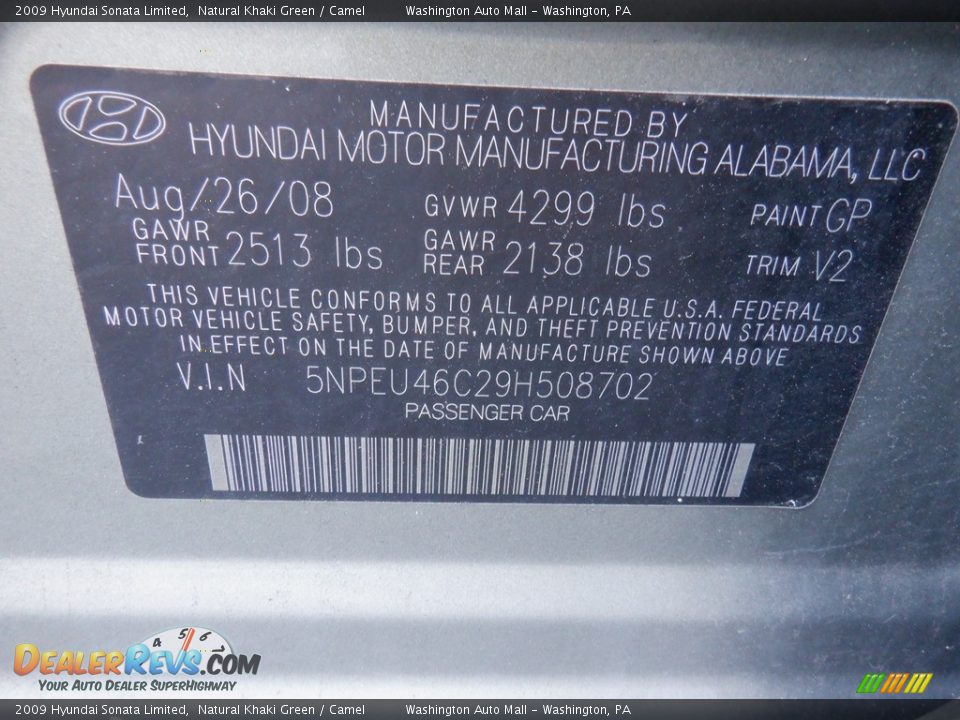 2009 Hyundai Sonata Limited,  Natural Khaki Green / Camel     Washington Auto Mall - Washington, PA
MANUFACTURED BY
HYUNDAI MOTOR MANUFACTURING ALABAMA, LLC
Aug/26/08 GVWR 4299 lbs PAINT GP
GAWR FRONT 2513 lbs GAWR REAR 2138 lbs TRIM V2
THIS VEHICLE CONFORMS TO ALL APPLICABLE U.S.A. FEDERAL
MOTOR VEHICLE SAFETY, BUMPER, AND THEFT PREVENTION STANDARDS
IN EFFECT ON THE DATE OF MANUFACTURE SHOWN ABOVE
V.I.N 5NPEU46C29H508702
PASSENGER CAR
4 5 6
DEALERREVS.COM
YOUR AUTO DEALER SUPERHIGHWAY
2009 Hyundai Sonata Limited,  Natural Khaki Green / Camel     Washington Auto Mall - Washington, PA